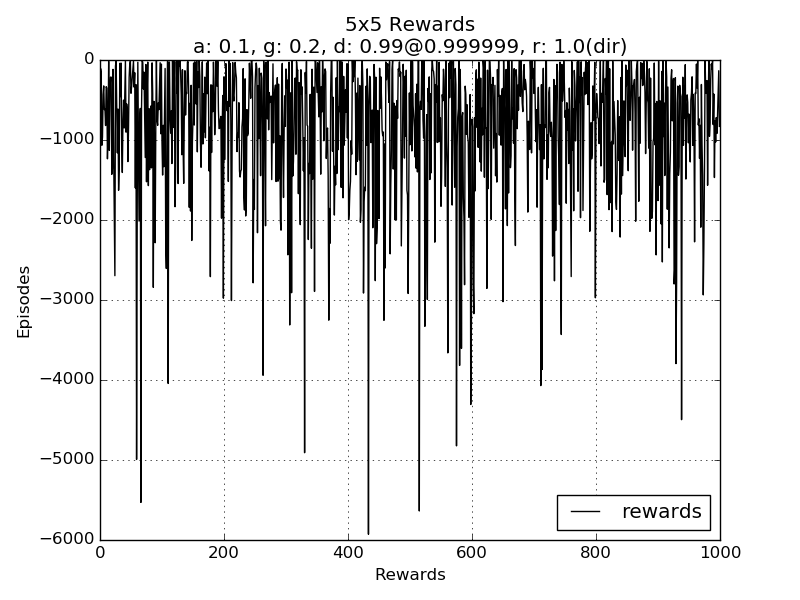 5x5 Rewards
a: 0.1, g: 0.2, d: 0.99@0.999999, r: 1.0(dir)
0
−1000
−2000
−3000
−4000
−5000
−6000
Episodes
rewards
0 200 400 600 800 1000
Rewards